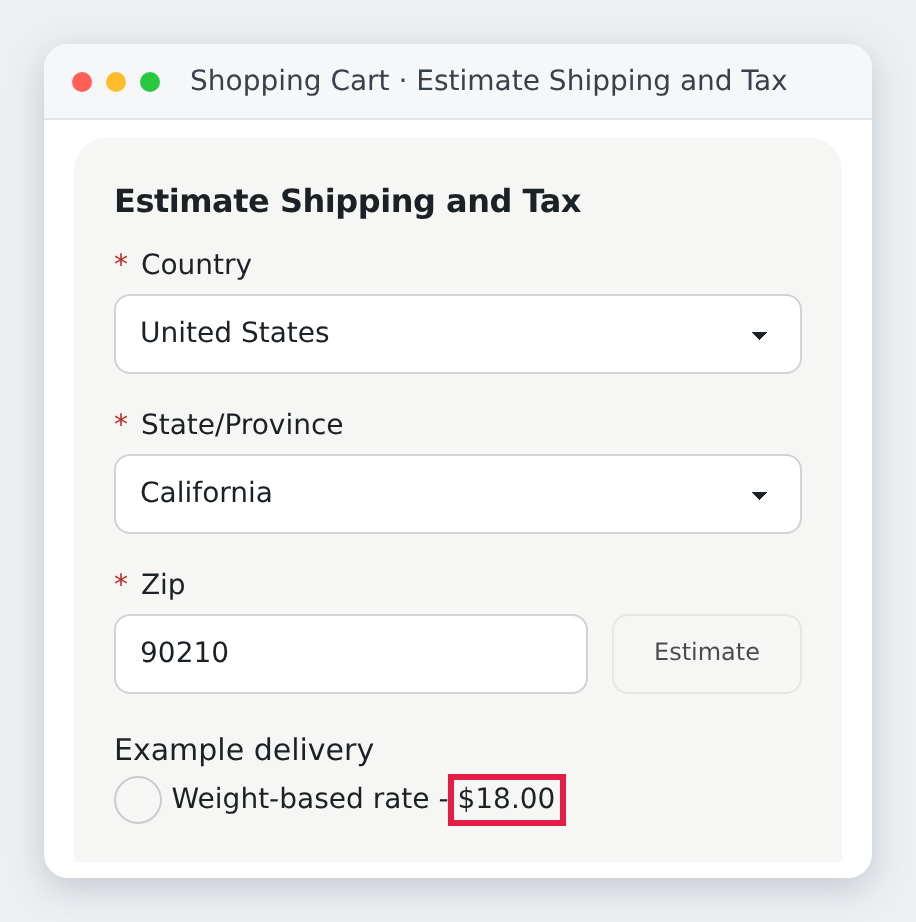 Shopping Cart · Estimate Shipping and Tax
Estimate Shipping and Tax
* Country
United States
* State/Province
California
* Zip
90210
Estimate
Example delivery
Weight-based rate - $18.00